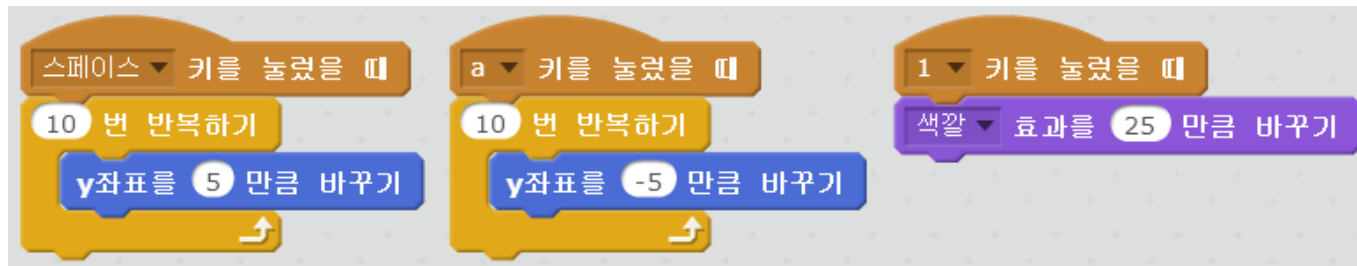 스페이스 키를 눌렀을 때
10 번 반복하기
y좌표를 5 만큼 바꾸기
a 키를 눌렀을 때
10 번 반복하기
y좌표를 -5 만큼 바꾸기
1 키를 눌렀을 때
색깔 효과를 25 만큼 바꾸기